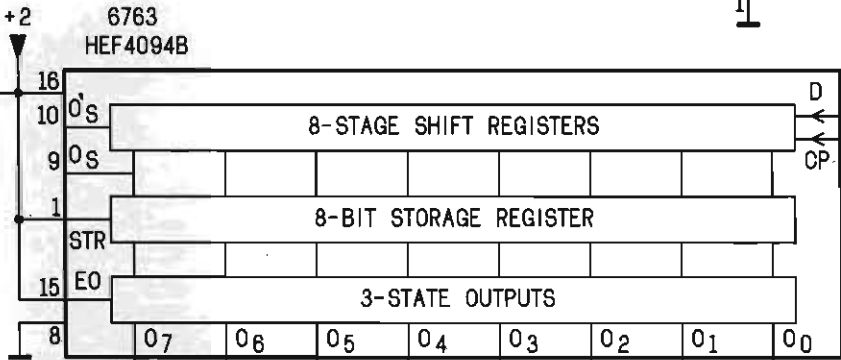 +2
6763
1
HEF4094B
16
D
10 O'S
8-STAGE SHIFT REGISTERS
9 OS
CP
1
8-BIT STORAGE REGISTER
STR
15 EO
3-STATE OUTPUTS
8
O7 O6 O5 O4 O3 O2 O1 O0